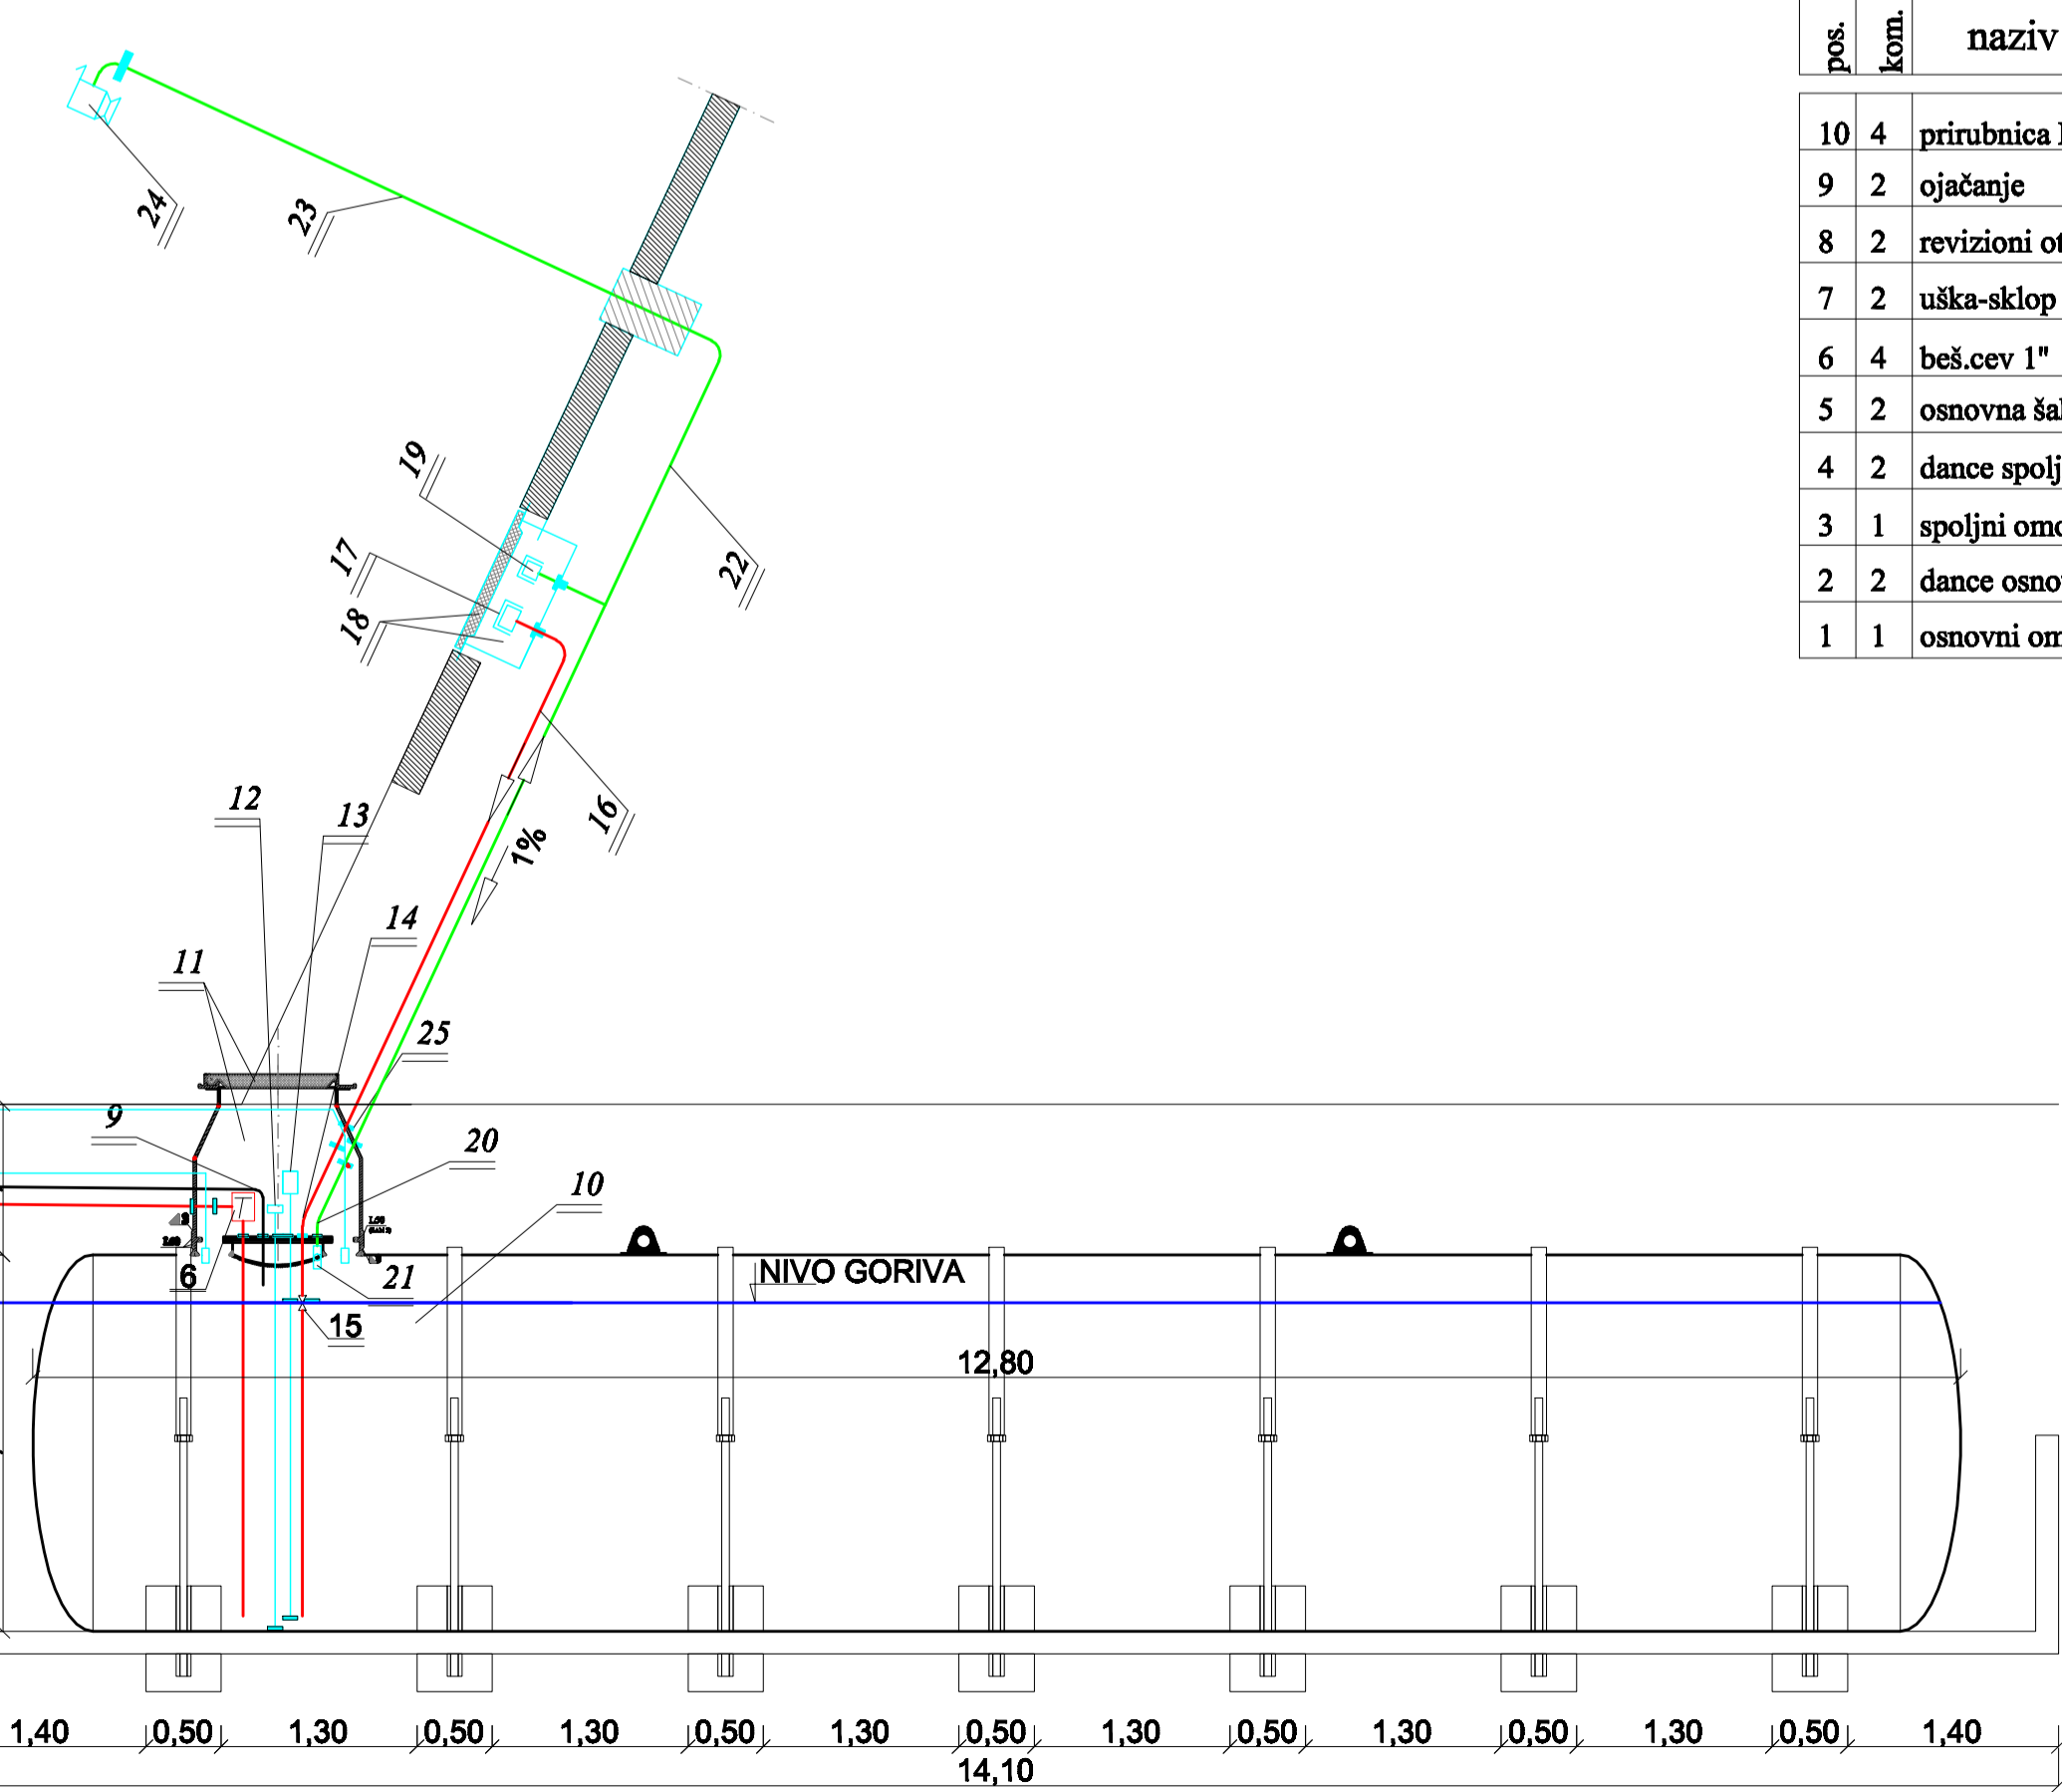 pos. kom. naziv
10 4 prirubnica
9 2 ojačanje
8 2 revizioni
7 2 uška-sklop
6 4 beš.cev 1"
5 2 osnovna
4 2 dance
3 1 spoljni
2 2 dance
1 1 osnovni
24
23
19
17
18
22
16
1%
12
13
14
11
25
9
20
10
6
21
NIVO GORIVA
15
12,80
1,40 0,50 1,30 0,50 1,30 0,50 1,30 0,50 1,30 0,50 1,30 0,50 1,30 0,50 1,40
14,10